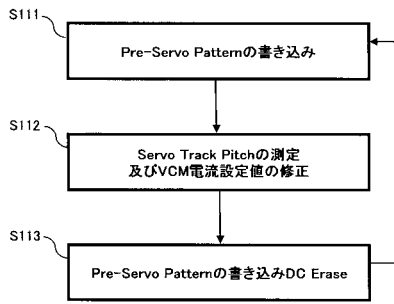 S111
Pre-Servo Patternの書き込み
S112
Servo Track Pitchの測定
及びVCM電流設定値の修正
S113
Pre-Servo Patternの書き込みDC Erase